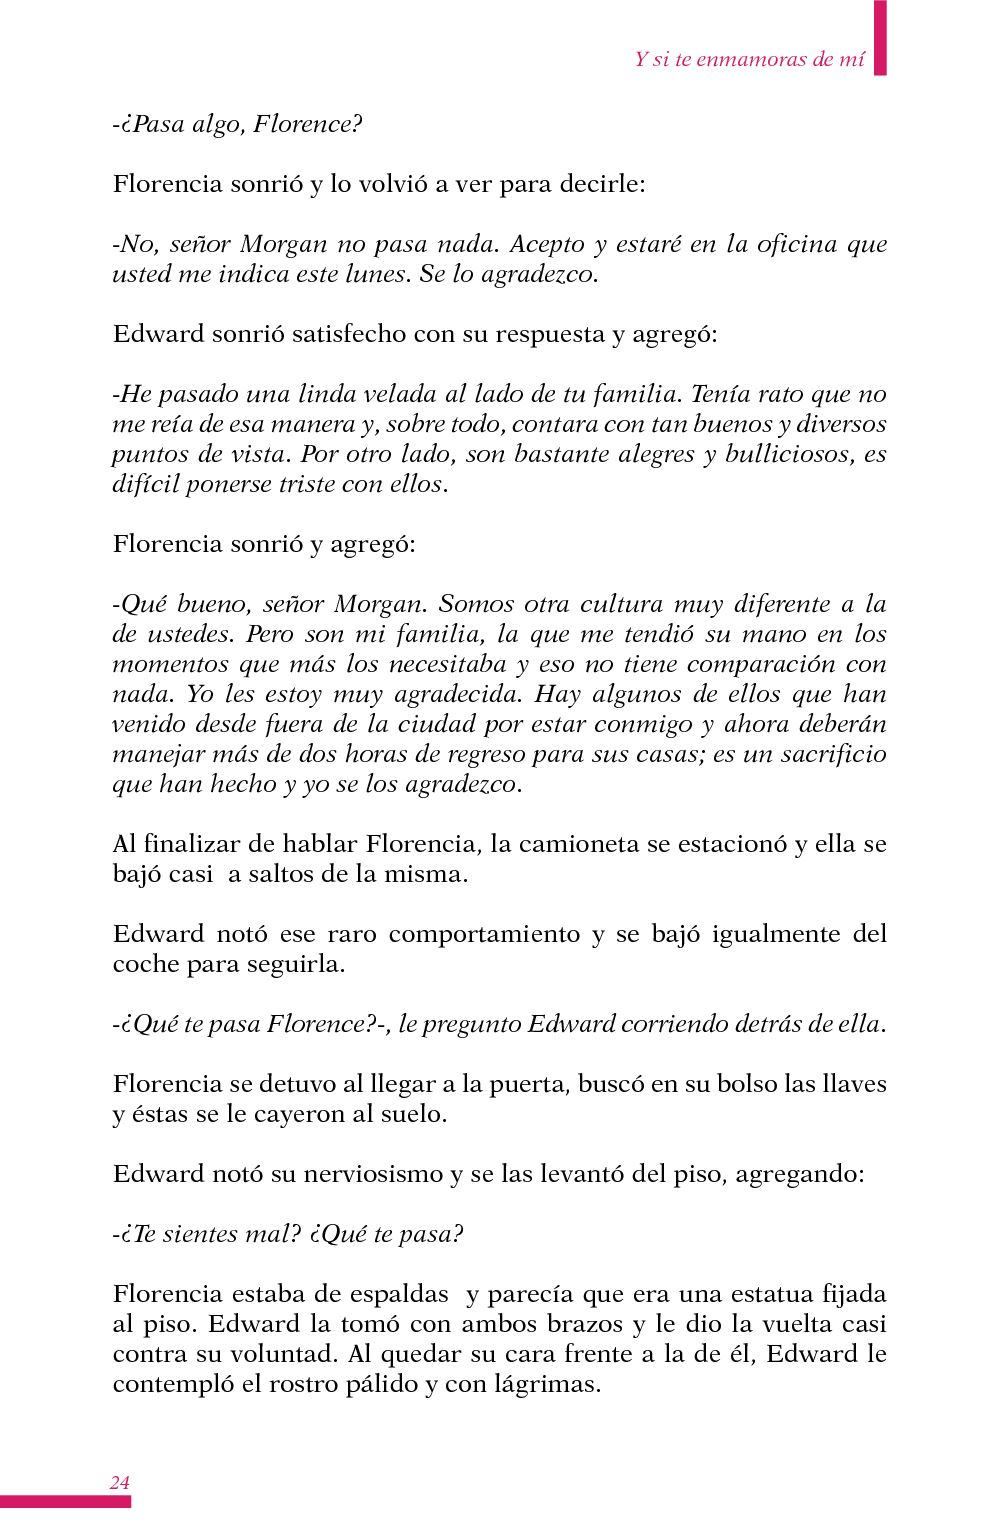 Y si te enmamoras de mí
-¿Pasa algo, Florence?
Florencia sonrió y lo volvió a ver para decirle:
-No, señor Morgan no pasa nada. Acepto y estaré en la oficina que
usted me indica este lunes. Se lo agradezco.
Edward sonrió satisfecho con su respuesta y agregó:
-He pasado una linda velada al lado de tu familia. Tenía rato que no
me reía de esa manera y, sobre todo, contara con tan buenos y diversos
puntos de vista. Por otro lado, son bastante alegres y bulliciosos, es
difícil ponerse triste con ellos.
Florencia sonrió y agregó:
-Qué bueno, señor Morgan. Somos otra cultura muy diferente a la
de ustedes. Pero son mi familia, la que me tendió su mano en los
momentos que más los necesitaba y eso no tiene comparación con
nada. Yo les estoy muy agradecida. Hay algunos de ellos que han
venido desde fuera de la ciudad por estar conmigo y ahora deberán
manejar más de dos horas de regreso para sus casas; es un sacrificio
que han hecho y yo se los agradezco.
Al finalizar de hablar Florencia, la camioneta se estacionó y ella se
bajó casi  a saltos de la misma.
Edward notó ese raro comportamiento y se bajó igualmente del
coche para seguirla.
-¿Qué te pasa Florence?-, le pregunto Edward corriendo detrás de ella.
Florencia se detuvo al llegar a la puerta, buscó en su bolso las llaves
y éstas se le cayeron al suelo.
Edward notó su nerviosismo y se las levantó del piso, agregando:
-¿Te sientes mal? ¿Qué te pasa?
Florencia estaba de espaldas  y parecía que era una estatua fijada
al piso. Edward la tomó con ambos brazos y le dio la vuelta casi
contra su voluntad. Al quedar su cara frente a la de él, Edward le
contempló el rostro pálido y con lágrimas.
24